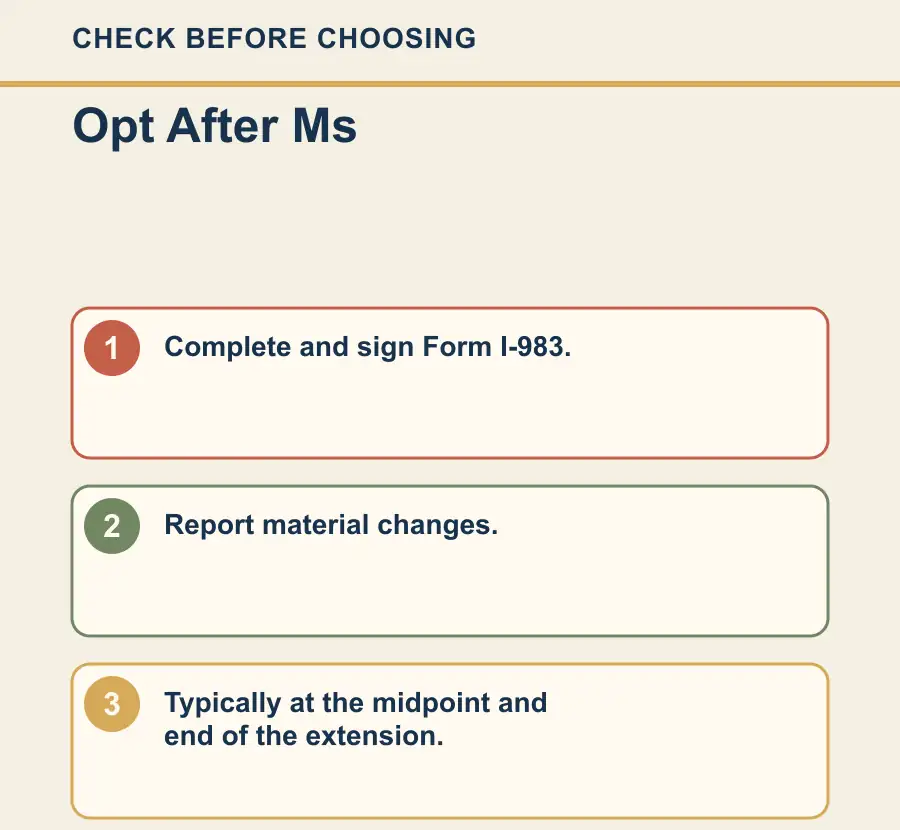 CHECK BEFORE CHOOSING
Opt After Ms
1
Complete and sign Form I-983.
2
Report material changes.
3
Typically at the midpoint and
end of the extension.